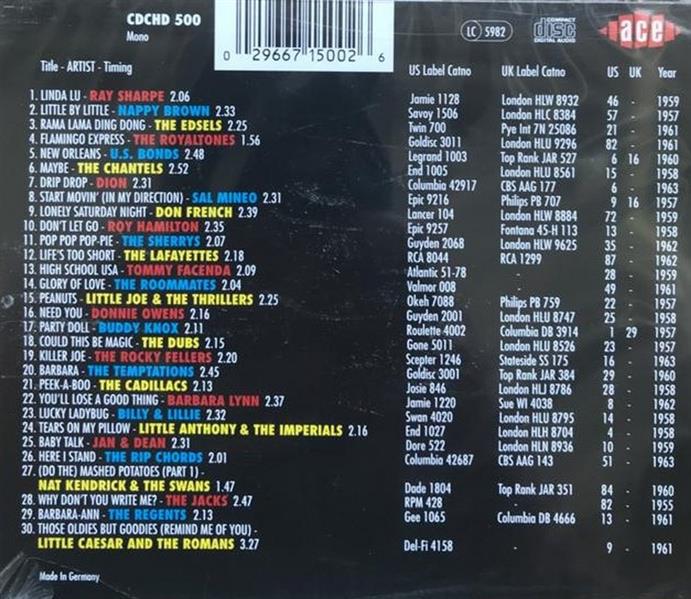 CDCHD 500
Mono
0 29667 15002 6
LC 5982
COMPACT disc DIGITAL AUDIO
ace
Title - ARTIST - Timing US Label Catno UK Label Catno US UK Year
1. LINDA LU - RAY SHARPE 2.06 Jamie 1128 London HLW 8932 46 - 1959
2. LITTLE BY LITTLE - NAPPY BROWN 2.33 Savoy 1506 London HLC 8384 57 - 1957
3. RAMA LAMA DING DONG - THE EDSELS 2.25 Twin 700 Pye Int 7N 25086 21 - 1961
4. FLAMINGO EXPRESS - THE ROYALTONES 1.56 Goldisc 3011 London HLU 9296 82 - 1961
5. NEW ORLEANS - U.S. BONDS 2.48 Legrand 1003 Top Rank JAR 527 6 16 1960
6. MAYBE - THE CHANTELS 2.52 End 1005 London HLU 8561 15 - 1958
7. DRIP DROP - DION 2.31 Columbia 42917 CBS AAG 177 6 - 1963
8. START MOVIN' (IN MY DIRECTION) - SAL MINEO 2.31 Epic 9216 Philips PB 707 9 16 1957
9. LONELY SATURDAY NIGHT - DON FRENCH 2.39 Lancer 104 London HLW 8884 72 - 1959
10. DON'T LET GO - ROY HAMILTON 2.35 Epic 9257 Fontana 45-H 113 13 - 1958
11. POP POP POP-PIE - THE SHERRYS 2.07 Guyden 2068 London HLW 9625 35 - 1962
12. LIFE'S TOO SHORT - THE LAFAYETTES 2.18 RCA 8044 RCA 1299 87 - 1962
13. HIGH SCHOOL USA - TOMMY FACENDA 2.09 Atlantic 51-78 - 28 - 1959
14. GLORY OF LOVE - THE ROOMMATES 2.04 Valmor 008 - 49 - 1961
15. PEANUTS - LITTLE JOE & THE THRILLERS 2.25 Okeh 7088 Philips PB 759 22 - 1957
16. NEED YOU - DONNIE OWENS 2.16 Guyden 2001 London HLU 8747 25 - 1958
17. PARTY DOLL - BUDDY KNOX 2.11 Roulette 4002 Columbia DB 3914 1 29 1957
18. COULD THIS BE MAGIC - THE DUBS 2.15 Gone 5011 London HLU 8526 23 - 1957
19. KILLER JOE - THE ROCKY FELLERS 2.20 Scepter 1246 Stateside SS 175 16 - 1963
20. BARBARA - THE TEMPTATIONS 2.45 Goldisc 3001 Top Rank JAR 384 29 - 1960
21. PEEK-A-BOO - THE CADILLACS 2.13 Josie 846 London HLJ 8786 28 - 1958
22. YOU'LL LOSE A GOOD THING - BARBARA LYNN 2.37 Jamie 1220 Sue WI 4038 8 - 1962
23. LUCKY LADYBUG - BILLY & LILLIE 2.32 Swan 4020 London HLU 8795 14 - 1958
24. TEARS ON MY PILLOW - LITTLE ANTHONY & THE IMPERIALS 2.16 End 1027 London HLH 8704 4 - 1958
25. BABY TALK - JAN & DEAN 2.31 Dore 522 London HLN 8936 10 - 1959
26. HERE I STAND - THE RIP CHORDS 2.01 Columbia 42687 CBS AAG 143 51 - 1963
27. (DO THE) MASHED POTATOES (PART 1) -
NAT KENDRICK & THE SWANS 1.47 Dade 1804 Top Rank JAR 351 84 - 1960
28. WHY DON'T YOU WRITE ME? - THE JACKS 2.47 RPM 428 - 82 - 1955
29. BARBARA-ANN - THE REGENTS 2.13 Gee 1065 Columbia DB 4666 13 - 1961
30. THOSE OLDIES BUT GOODIES (REMIND ME OF YOU) -
LITTLE CAESAR AND THE ROMANS 3.27 Del-Fi 4158 - 9 - 1961
Made In Germany